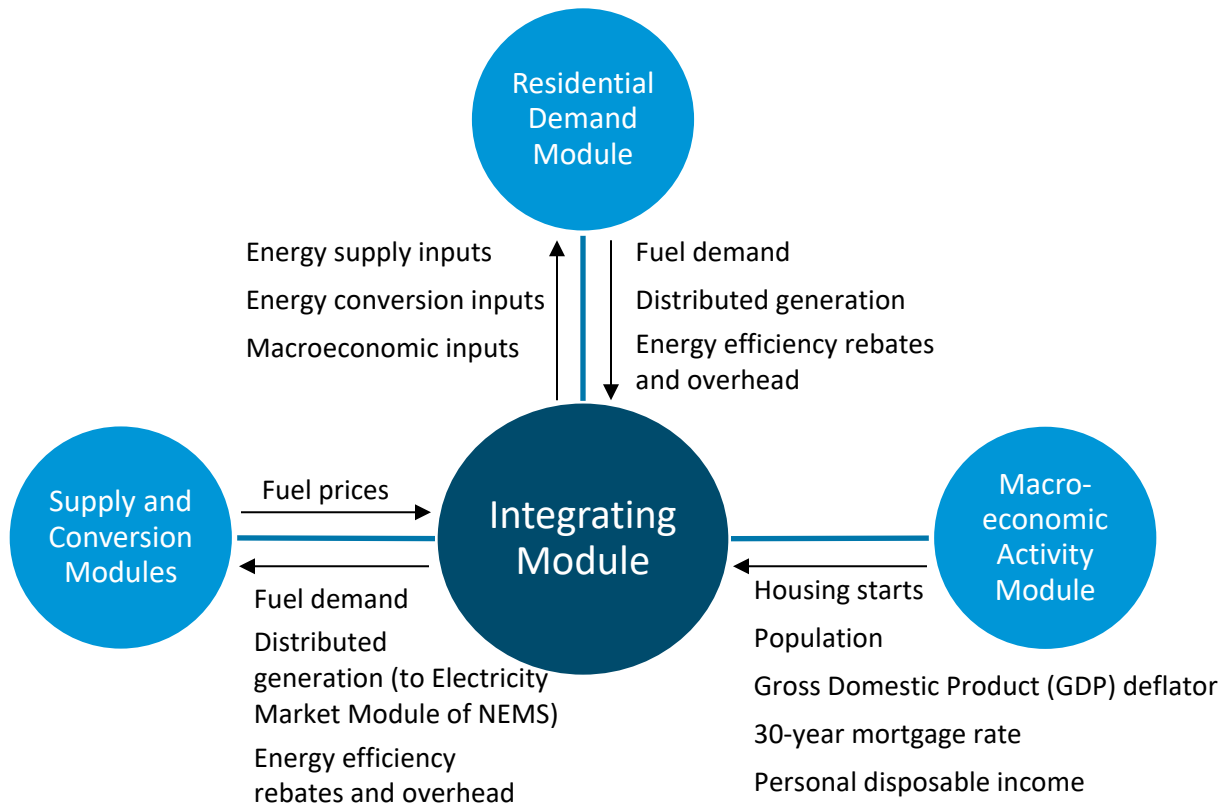 Residential
Demand
Module
Energy supply inputs
Energy conversion inputs
Macroeconomic inputs
Fuel demand
Distributed generation
Energy efficiency rebates
and overhead
Supply and
Conversion
Modules
Fuel prices
Fuel demand
Distributed
generation (to Electricity
Market Module of NEMS)
Energy efficiency
rebates and overhead
Integrating
Module
Macro-
economic
Activity
Module
Housing starts
Population
Gross Domestic Product (GDP) deflator
30-year mortgage rate
Personal disposable income